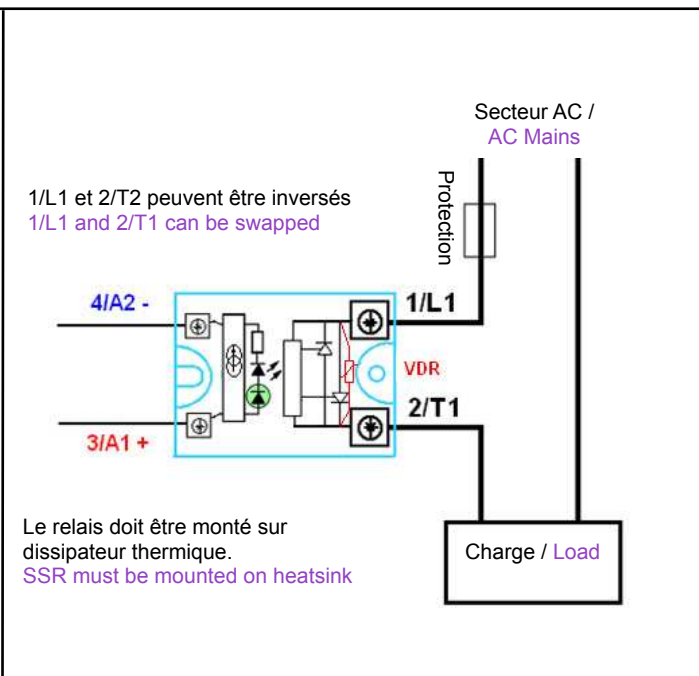 Secteur AC /
AC Mains
Protection
1/L1 et 2/T2 peuvent être inversés
1/L1 and 2/T1 can be swapped
4/A2 -
1/L1
VDR
2/T1
3/A1 +
Le relais doit être monté sur
dissipateur thermique.
SSR must be mounted on heatsink
Charge / Load